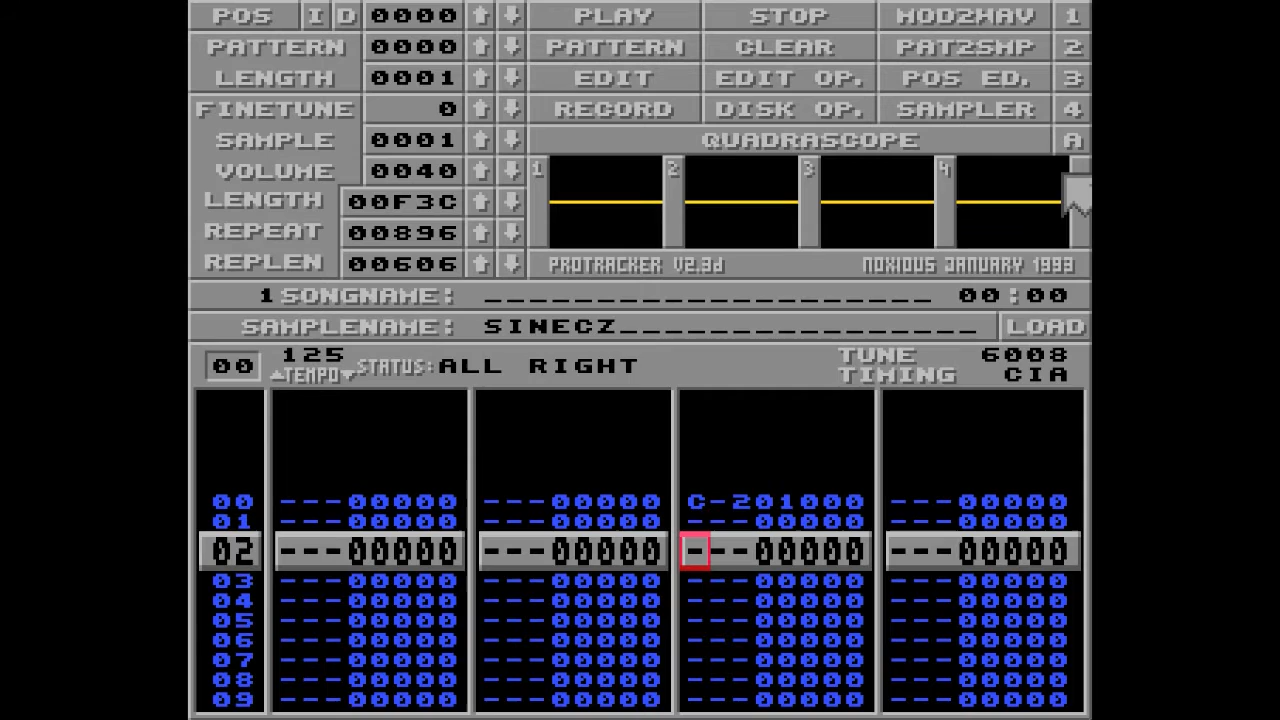 POS I D 0000 PLAY STOP MOD2WAV 1
PATTERN 0000 PATTERN CLEAR PAT2SMP 2
LENGTH 0001 EDIT EDIT OP. POS ED. 3
FINETUNE 0 RECORD DISK OP. SAMPLER 4
SAMPLE 0001 QUADRASCOPE A
VOLUME 0040 1 2 3 4
LENGTH 00F3C
REPEAT 00896
REPLEN 00606 PROTRACKER V2.3d NOXIOUS JANUARY 1993
1 SONGNAME: ____________________ 00:00
SAMPLENAME: SINECZ________________ LOAD
00 125 TEMPO STATUS: ALL RIGHT TUNE 6008
TIMING CIA
00 ---00000 ---00000 C-201000 ---00000
01 ---00000 ---00000 ---00000 ---00000
02 ---00000 ---00000 ---00000 ---00000
03 ---00000 ---00000 ---00000 ---00000
04 ---00000 ---00000 ---00000 ---00000
05 ---00000 ---00000 ---00000 ---00000
06 ---00000 ---00000 ---00000 ---00000
07 ---00000 ---00000 ---00000 ---00000
08 ---00000 ---00000 ---00000 ---00000
09 ---00000 ---00000 ---00000 ---00000